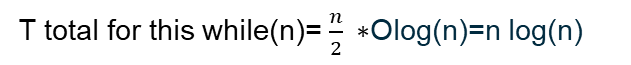 T total for this while(n)= n/2 *Olog(n)=n log(n)